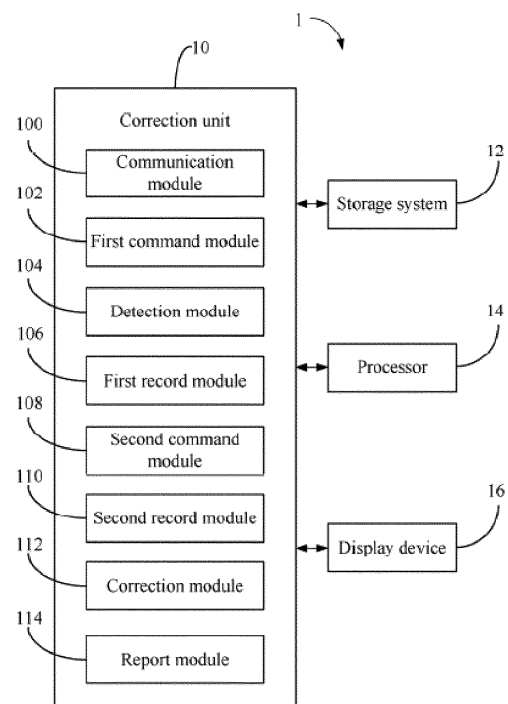 1
10
Correction unit
100
Communication
module
12
Storage system
102
First command module
104
Detection module
14
Processor
106
First record module
108
Second command
module
110
Second record module
16
Display device
112
Correction module
114
Report module